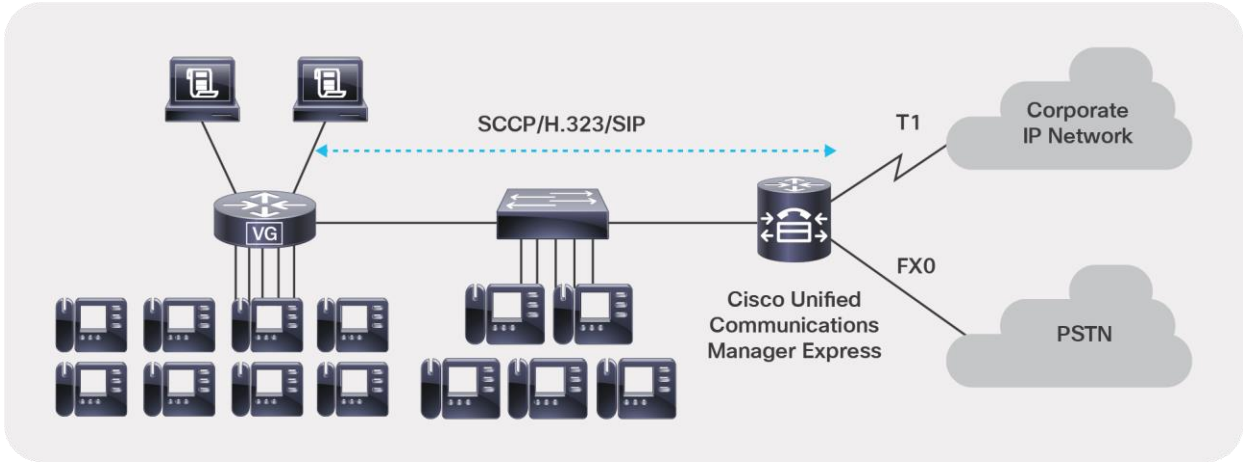 SCCP/H.323/SIP
T1
Corporate
IP Network
VG
FX0
Cisco Unified
Communications
Manager Express
PSTN